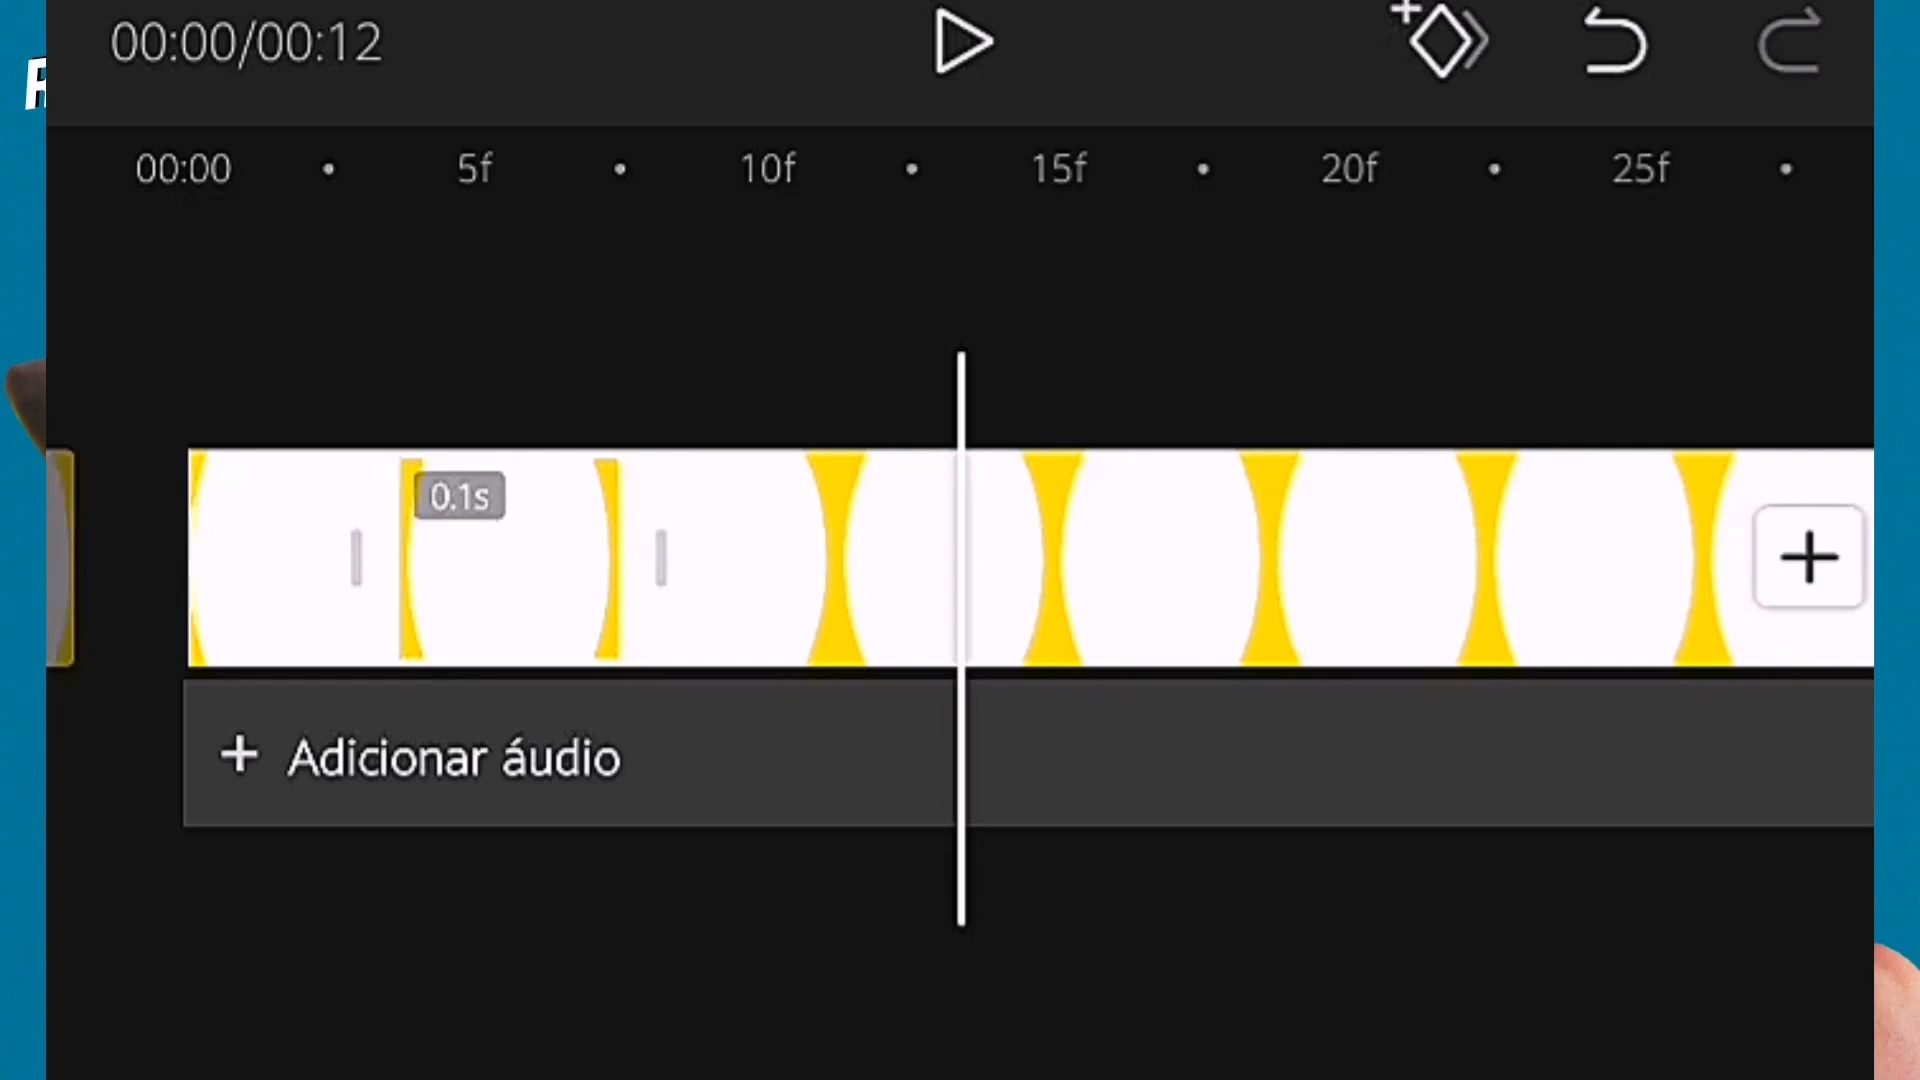 00:00/00:12
00:00 5f 10f 15f 20f 25f
0.1s
+ Adicionar áudio